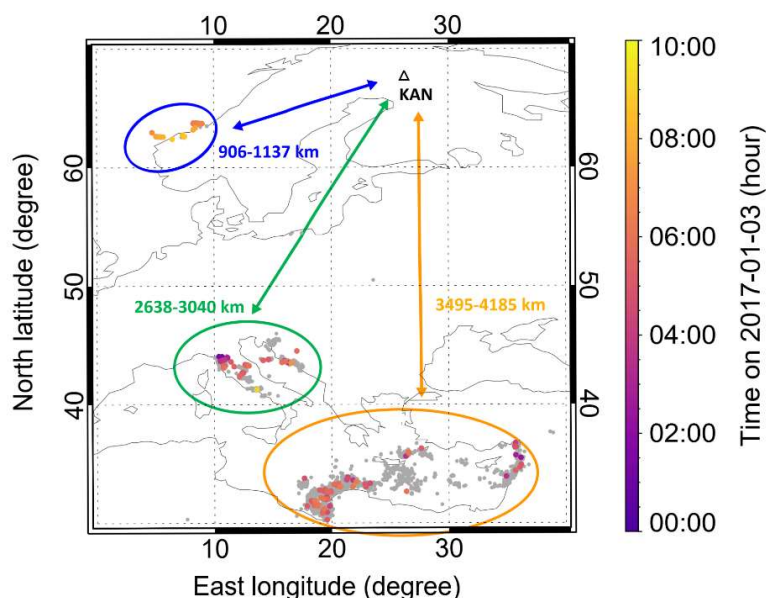 10 20 30
10:00
KAN
08:00
60
906-1137 km
60
06:00
50
2638-3040 km
3495-4185 km
50
04:00
40
40
02:00
00:00
10 20 30
East longitude (degree)
North latitude (degree)
Time on 2017-01-03 (hour)